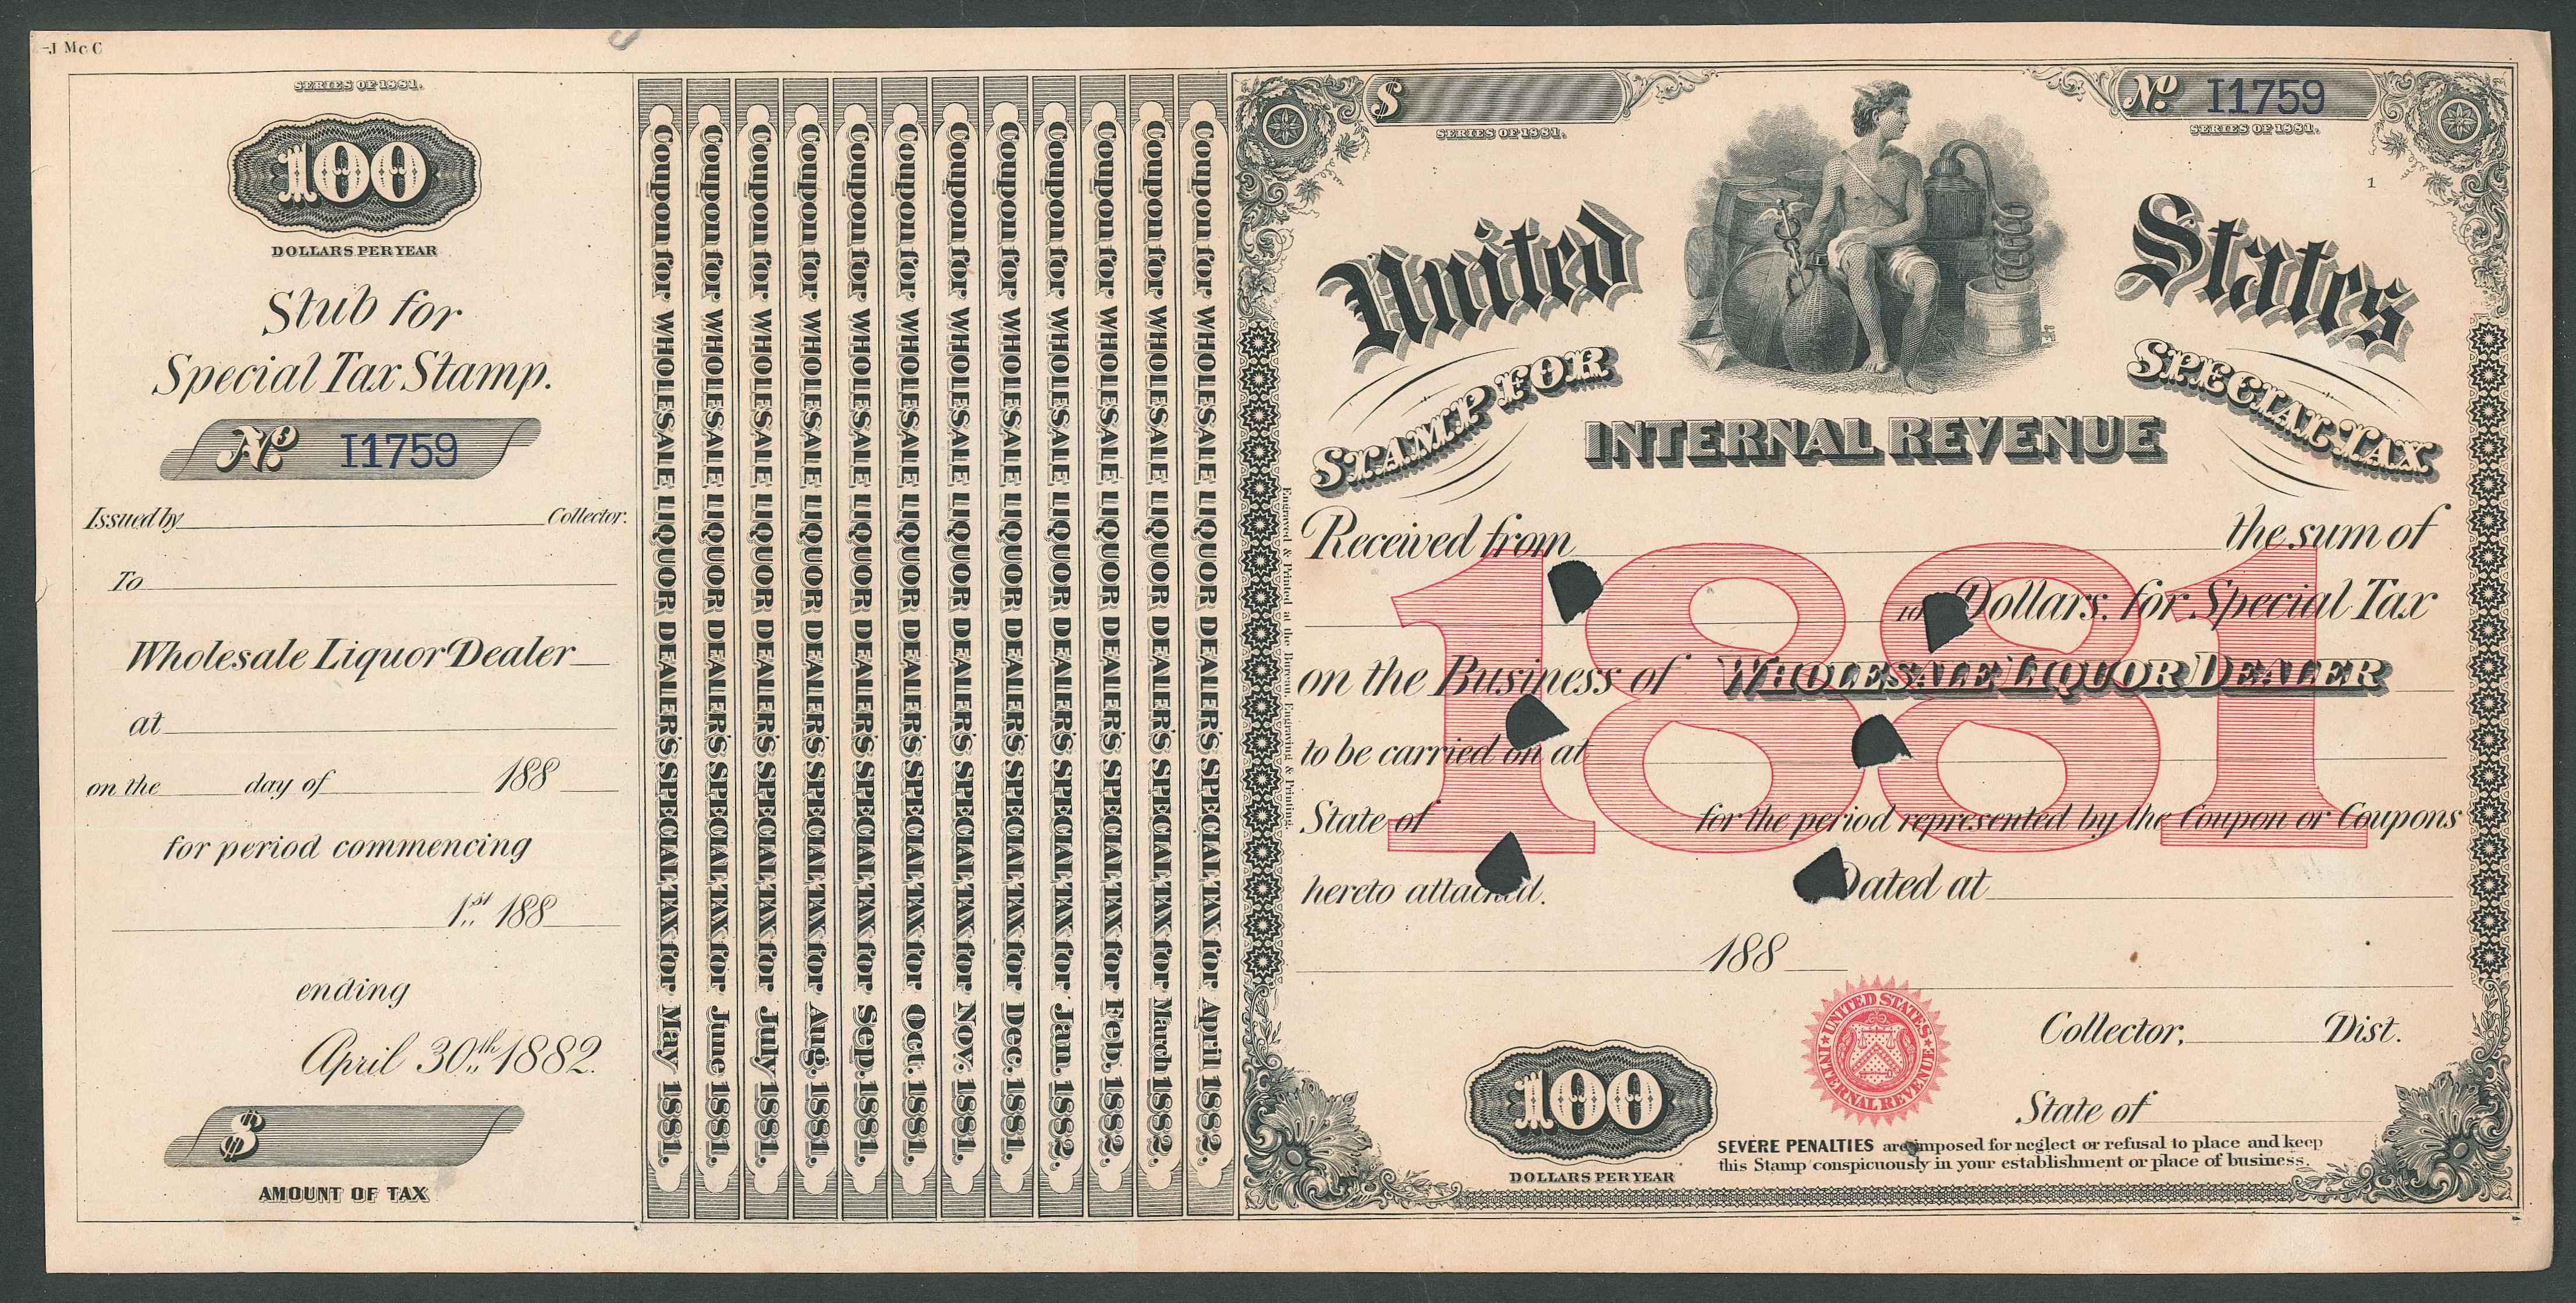 -J Mc C
SERIES OF 1881.
100
DOLLARS PER YEAR
Stub for
Special Tax Stamp.
No. I1759
Issued by Collector.
To
Wholesale Liquor Dealer
at
on the day of 188
for period commencing
1st 188
ending
April 30th 1882.
$
AMOUNT OF TAX
Coupon for WHOLESALE LIQUOR DEALER'S SPECIAL TAX for May 1881.
Coupon for WHOLESALE LIQUOR DEALER'S SPECIAL TAX for June 1881.
Coupon for WHOLESALE LIQUOR DEALER'S SPECIAL TAX for July 1881.
Coupon for WHOLESALE LIQUOR DEALER'S SPECIAL TAX for Aug. 1881.
Coupon for WHOLESALE LIQUOR DEALER'S SPECIAL TAX for Sep. 1881.
Coupon for WHOLESALE LIQUOR DEALER'S SPECIAL TAX for Oct. 1881.
Coupon for WHOLESALE LIQUOR DEALER'S SPECIAL TAX for Nov. 1881.
Coupon for WHOLESALE LIQUOR DEALER'S SPECIAL TAX for Dec. 1881.
Coupon for WHOLESALE LIQUOR DEALER'S SPECIAL TAX for Jan. 1882.
Coupon for WHOLESALE LIQUOR DEALER'S SPECIAL TAX for Feb. 1882.
Coupon for WHOLESALE LIQUOR DEALER'S SPECIAL TAX for March 1882.
Coupon for WHOLESALE LIQUOR DEALER'S SPECIAL TAX for April 1882.
Engraved & Printed at the Bureau Engraving & Printing.
$
SERIES OF 1881.
No. I1759
SERIES OF 1881.
1
United States
STAMP FOR SPECIAL TAX
INTERNAL REVENUE
1881
Received from the sum of
Dollars, for Special Tax
on the Business of WHOLESALE LIQUOR DEALER
to be carried on at
State of for the period represented by the Coupon or Coupons
hereto attached. Dated at
188
UNITED STATES INTERNAL REVENUE
Collector, Dist.
State of
100
DOLLARS PER YEAR
SEVERE PENALTIES are imposed for neglect or refusal to place and keep
this Stamp conspicuously in your establishment or place of business.